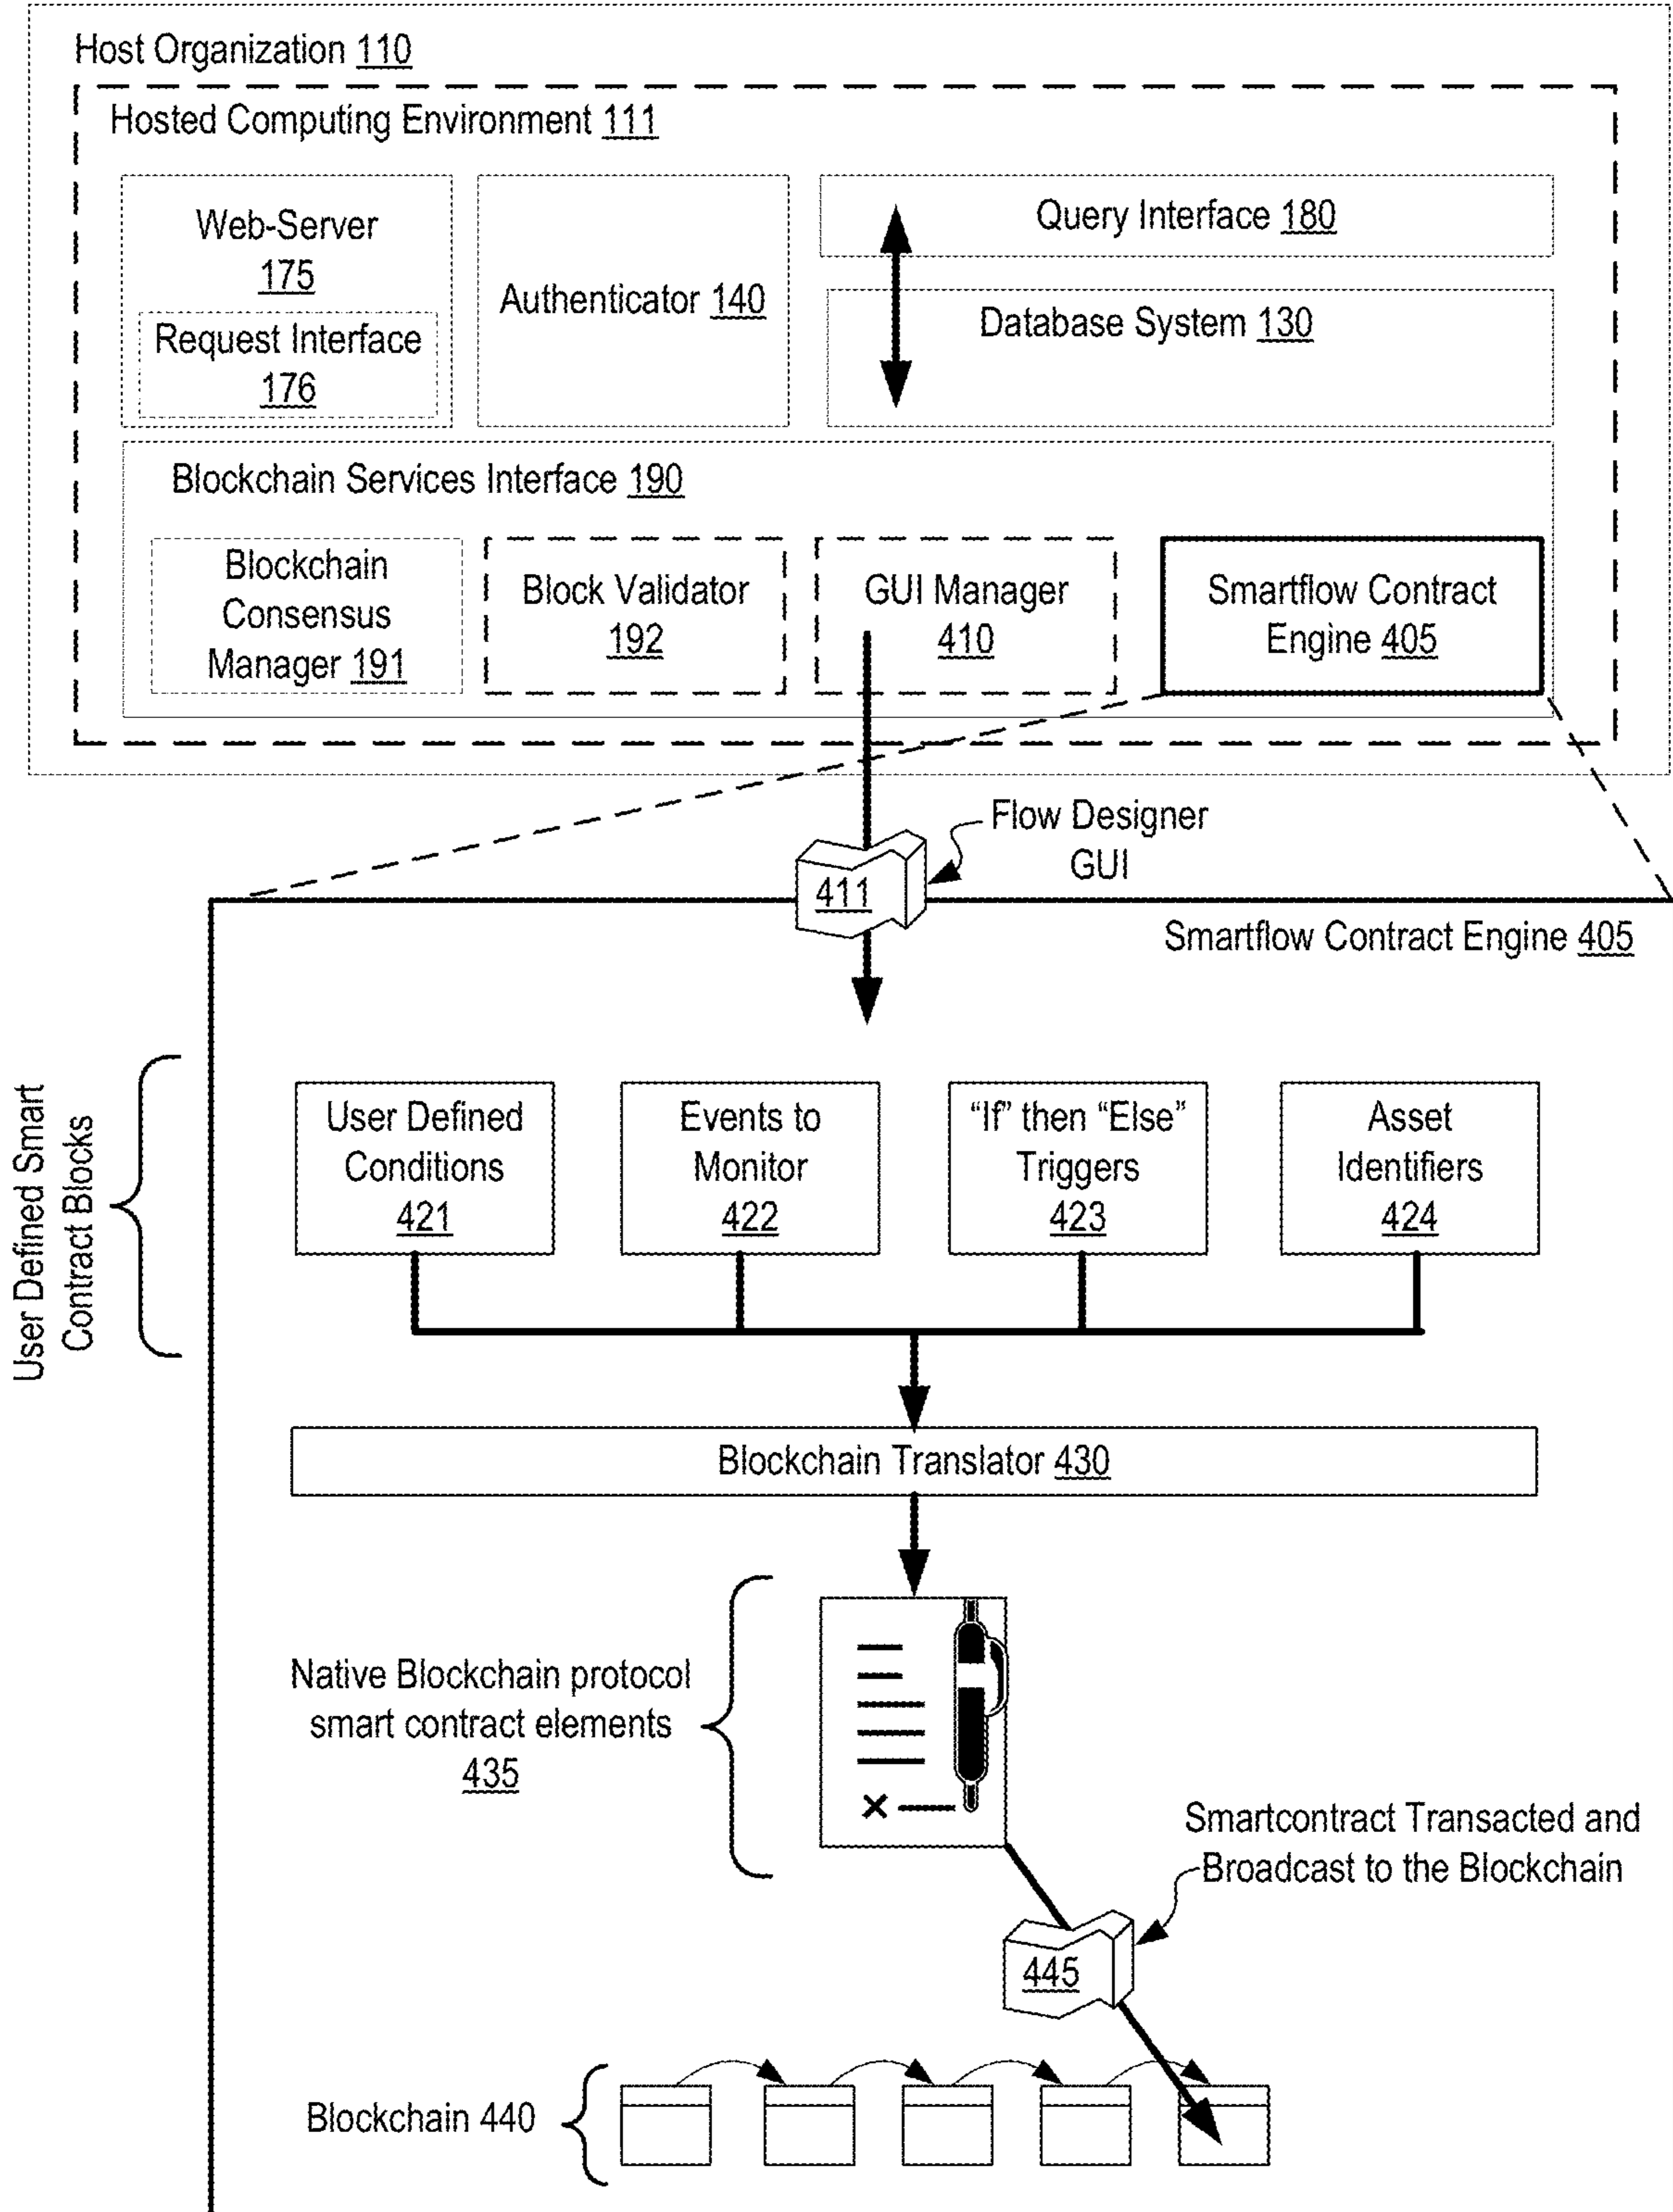 Host Organization 110
Hosted Computing Environment 111
Web-Server
175
Request Interface
176
Authenticator 140
Query Interface 180
Database System 130
Blockchain Services Interface 190
Blockchain
Consensus
Manager 191
Block Validator
192
GUI Manager
410
Smartflow Contract
Engine 405
Flow Designer
GUI
411
Smartflow Contract Engine 405
User Defined Smart
Contract Blocks
User Defined
Conditions
421
Events to
Monitor
422
“If” then “Else”
Triggers
423
Asset
Identifiers
424
Blockchain Translator 430
Native Blockchain protocol
smart contract elements
435
Smartcontract Transacted and
Broadcast to the Blockchain
445
Blockchain 440